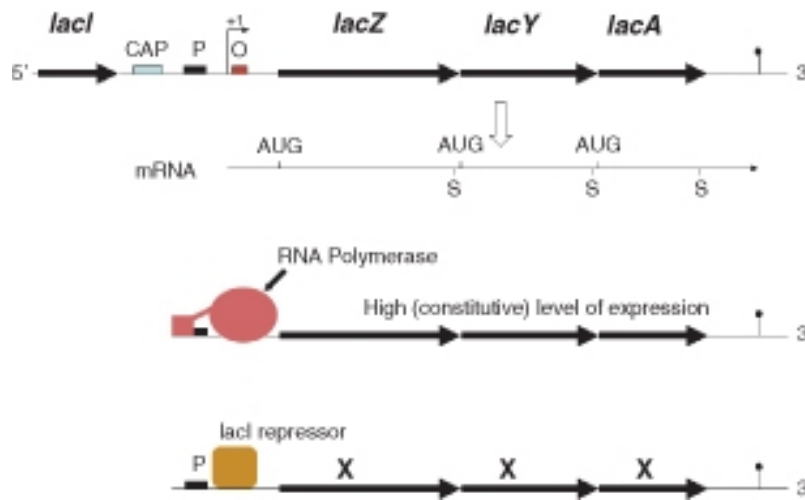 lacI lacZ lacY lacA
+1
CAP P O
5' 3
AUG AUG AUG
mRNA
S S S
RNA Polymerase
High (constitutive) level of expression
3
lacI repressor
P X X X
3